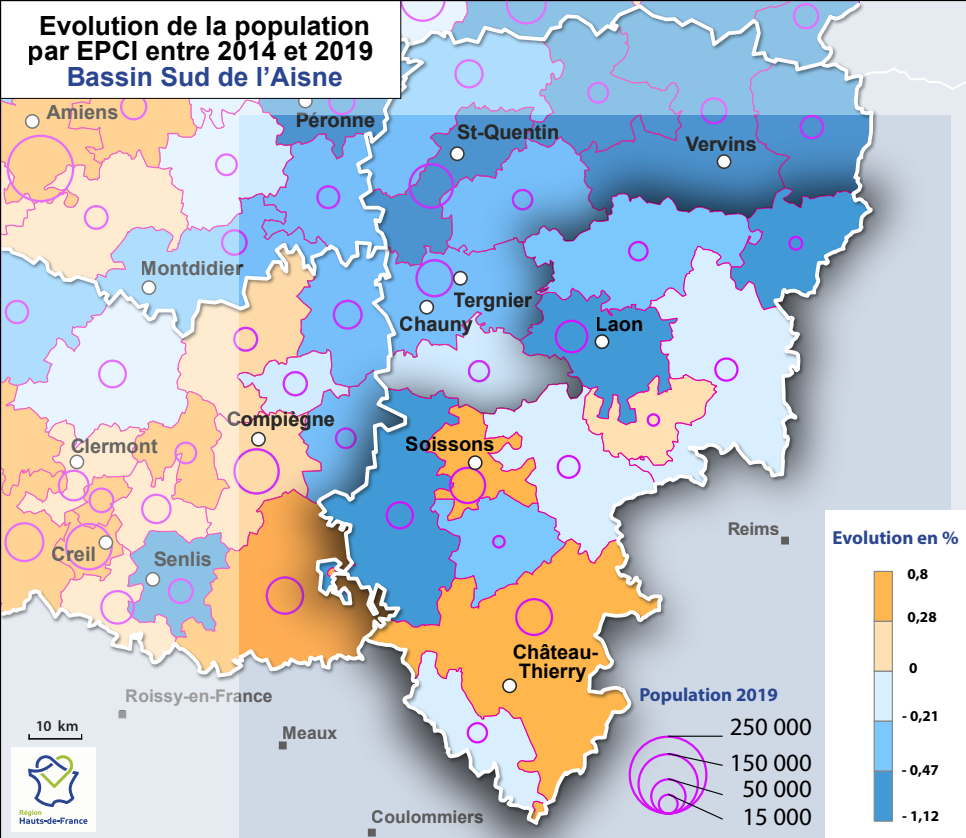 Evolution de la population
par EPCI entre 2014 et 2019
Bassin Sud de l'Aisne
Amiens
Péronne
St-Quentin
Vervins
Montdidier
Tergnier
Chauny
Laon
Compiègne
Clermont
Soissons
Creil
Senlis
Reims
Château-
Thierry
Roissy-en-France
Meaux
Coulommiers
10 km
Région
Hauts-de-France
Population 2019
250 000
150 000
50 000
15 000
Evolution en %
0,8
0,28
0
- 0,21
- 0,47
- 1,12